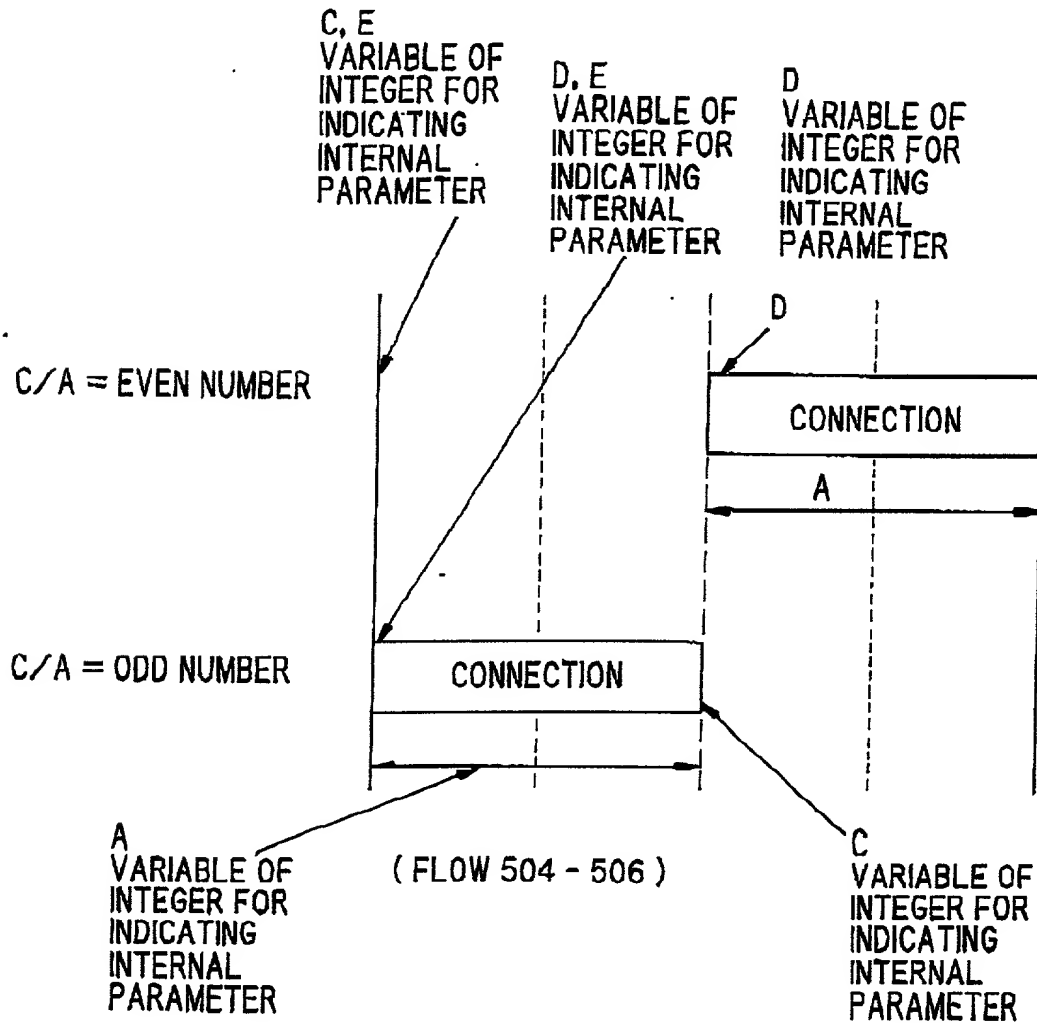 C, E
VARIABLE OF
INTEGER FOR
INDICATING
INTERNAL
PARAMETER
D, E
VARIABLE OF
INTEGER FOR
INDICATING
INTERNAL
PARAMETER
D
VARIABLE OF
INTEGER FOR
INDICATING
INTERNAL
PARAMETER
D
C/A = EVEN NUMBER
CONNECTION
A
C/A = ODD NUMBER
CONNECTION
A
VARIABLE OF
INTEGER FOR
INDICATING
INTERNAL
PARAMETER
( FLOW 504 - 506 )
C
VARIABLE OF
INTEGER FOR
INDICATING
INTERNAL
PARAMETER